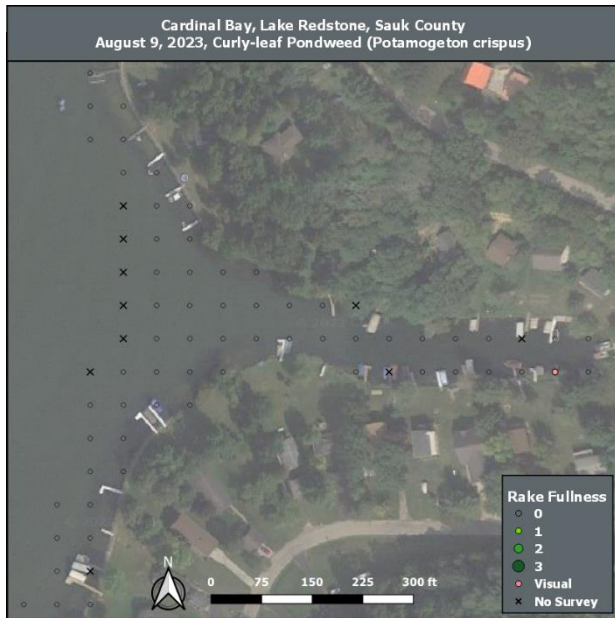 Cardinal Bay, Lake Redstone, Sauk County
August 9, 2023, Curly-leaf Pondweed (Potamogeton crispus)
Rake Fullness
0
1
2
3
Visual
No Survey
N
0 75 150 225 300 ft